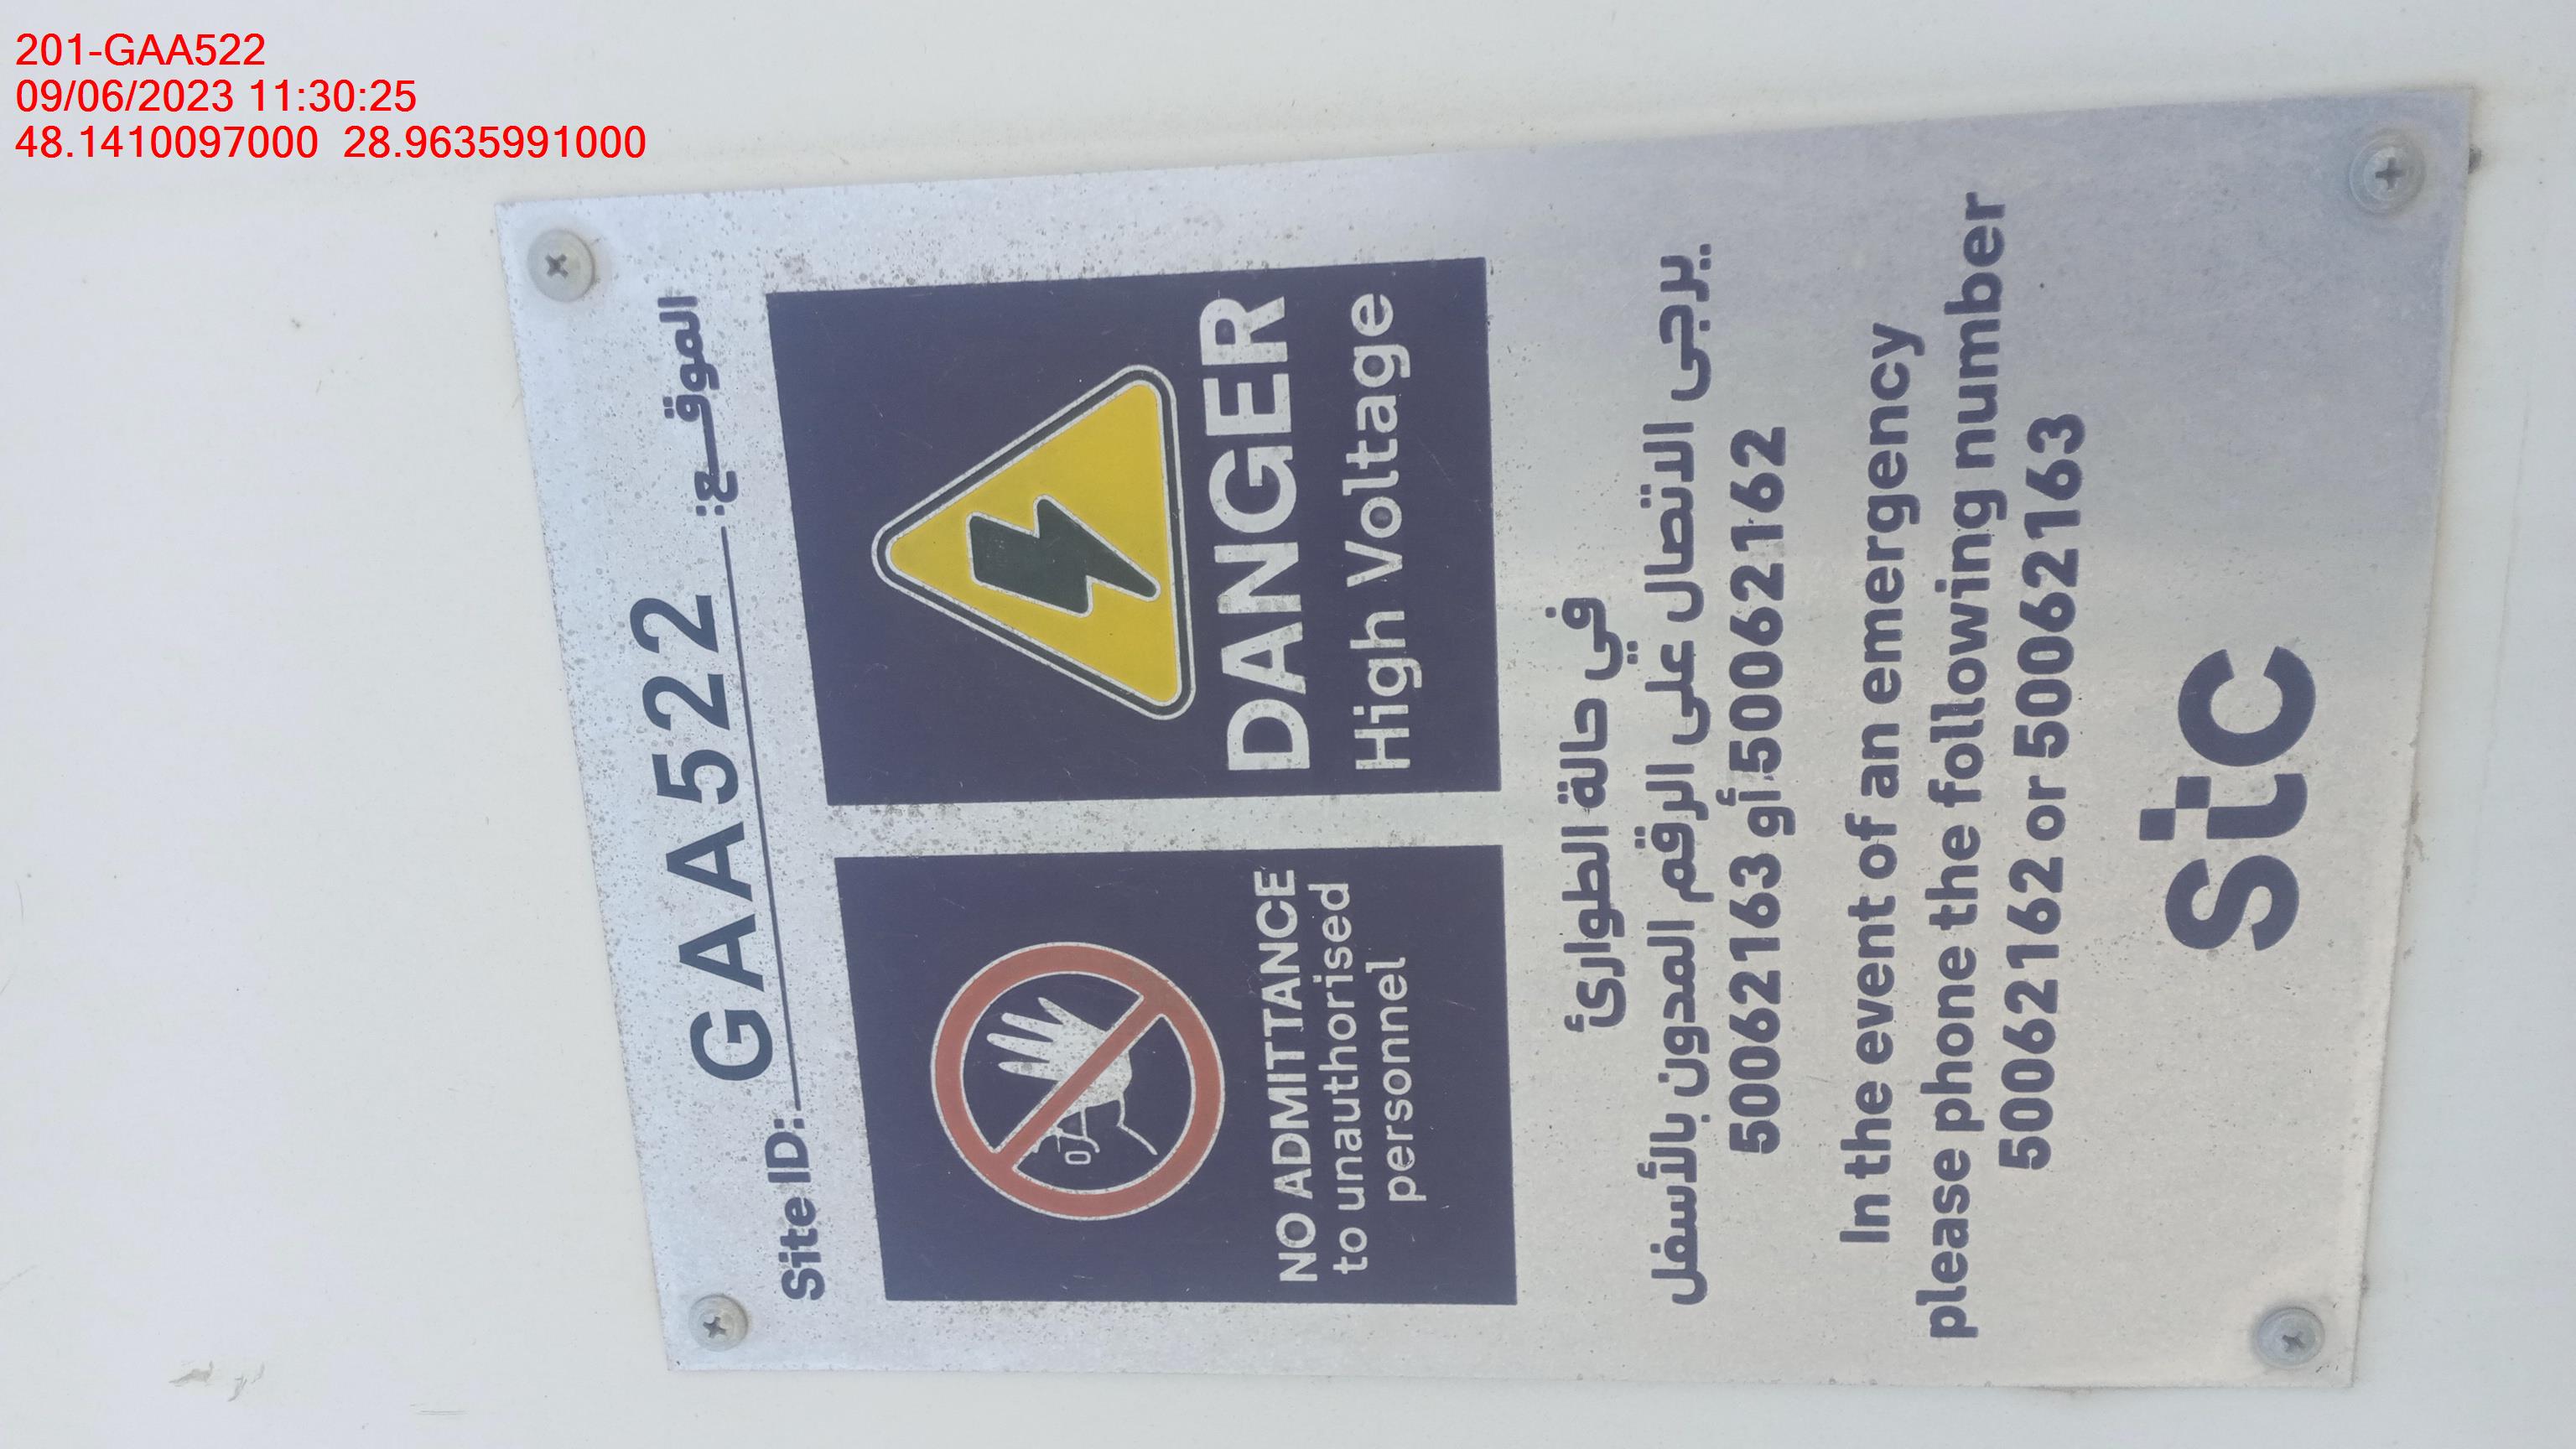 201-GAA522
09/06/2023 11:30:25
48.1410097000 28.9635991000
Site ID: GAA522 الموقـــع:
NO ADMITTANCE
to unauthorised
personnel
DANGER
High Voltage
في حالة الطوارئ
يرجى الاتصال على الرقم المدون بالأسفل
50062163 أو 50062162
In the event of an emergency
please phone the following number
50062162 or 50062163
stc